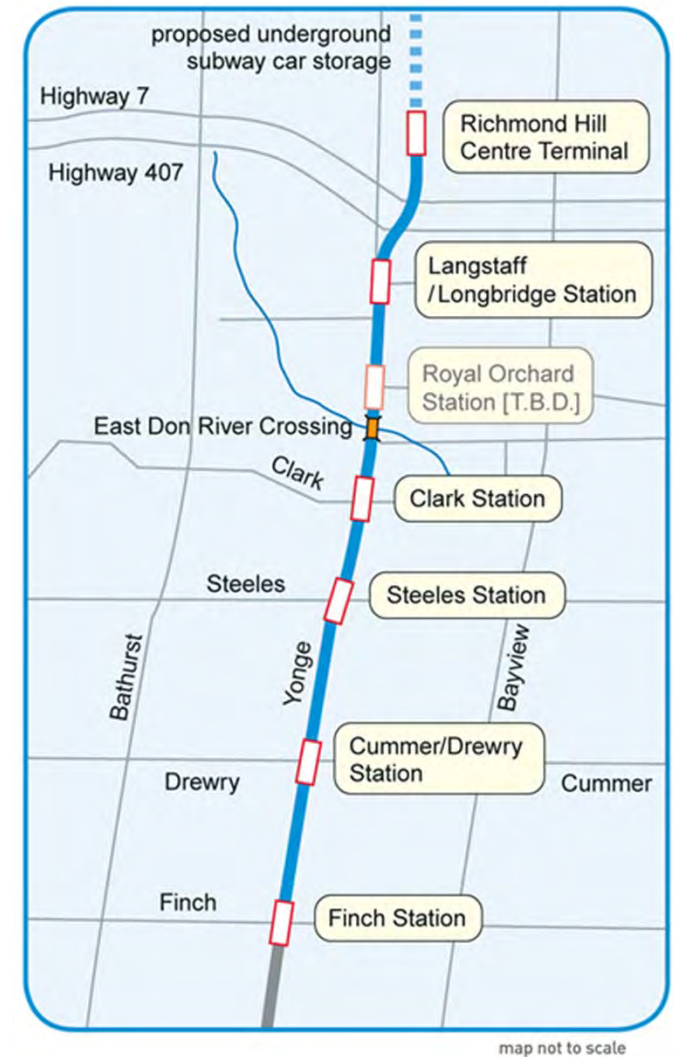 proposed underground
subway car storage
Highway 7
Richmond Hill
Centre Terminal
Highway 407
Langstaff
/Longbridge Station
Royal Orchard
Station [T.B.D.]
East Don River Crossing
Clark
Clark Station
Steeles
Steeles Station
Bathurst
Yonge
Bayview
Cummer/Drewry
Station
Drewry
Cummer
Finch
Finch Station
map not to scale